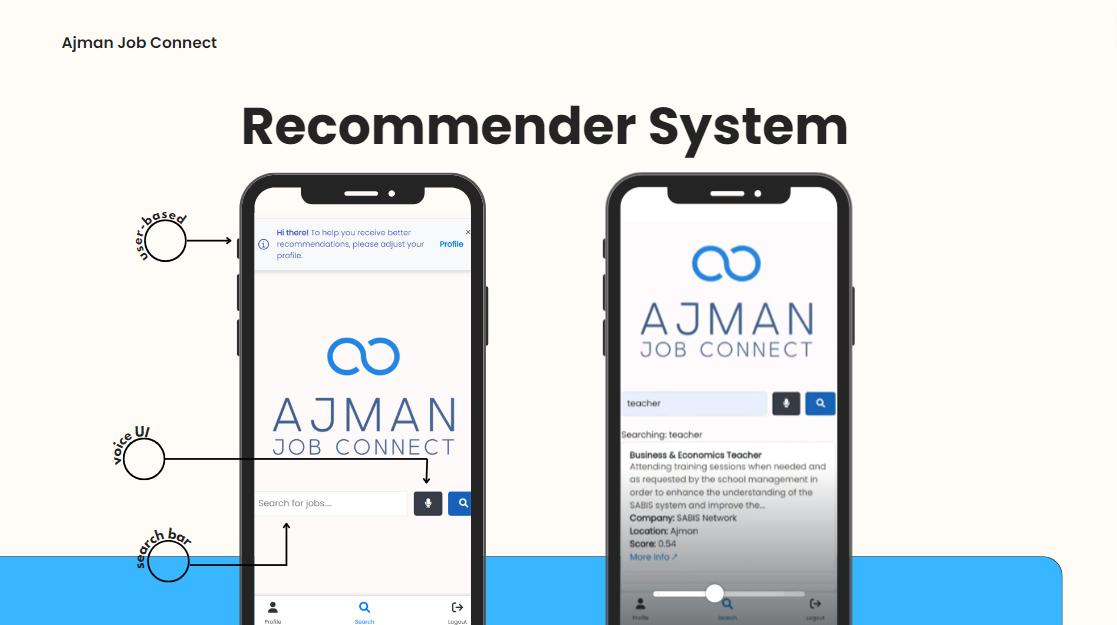 Ajman Job Connect
Recommender System
user-based
Hi there! To help you receive better
recommendations, please adjust your
profile.
Profile
×
AJMAN
JOB CONNECT
voice UI
Search for jobs....
search bar
Profile
Search
Logout
AJMAN
JOB CONNECT
teacher
Searching: teacher
Business & Economics Teacher
Attending training sessions when needed and
as requested by the school management in
order to enhance the understanding of the
SABIS system and improve the...
Company: SABIS Network
Location: Ajmon
Score: 0.54
More Info ↗
Profile
Search
Logout